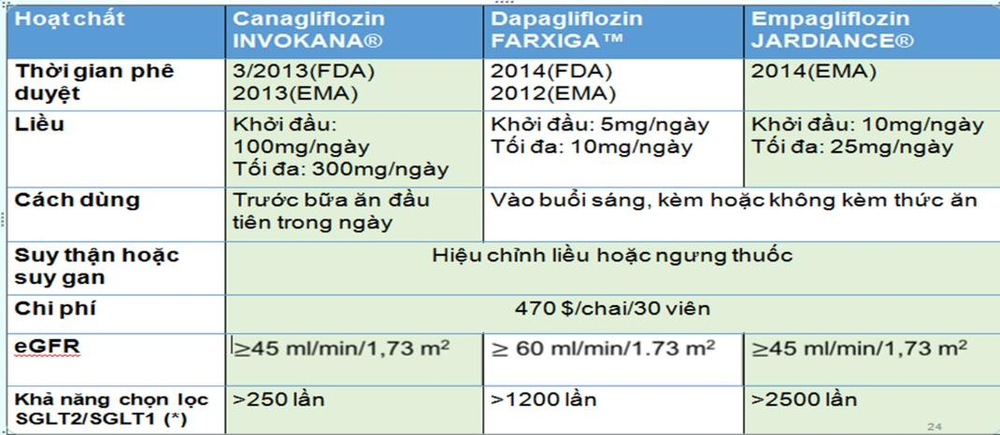 Hoạt chất
Canagliflozin
INVOKANA®
Dapagliflozin
FARXIGA™
Empagliflozin
JARDIANCE®
Thời gian phê
duyệt
3/2013(FDA)
2013(EMA)
2014(FDA)
2012(EMA)
2014(EMA)
Liều
Khởi đầu:
100mg/ngày
Tối đa: 300mg/ngày
Khởi đầu: 5mg/ngày
Tối đa: 10mg/ngày
Khởi đầu: 10mg/ngày
Tối đa: 25mg/ngày
Cách dùng
Trước bữa ăn đầu
tiên trong ngày
Vào buổi sáng, kèm hoặc không kèm thức ăn
Suy thận hoặc
suy gan
Hiệu chỉnh liều hoặc ngưng thuốc
Chi phí
470 $/chai/30 viên
eGFR
≥45 ml/min/1,73 m²
≥ 60 ml/min/1.73 m²
≥45 ml/min/1,73 m²
Khả năng chọn lọc
SGLT2/SGLT1 (*)
>250 lần
>1200 lần
>2500 lần
24